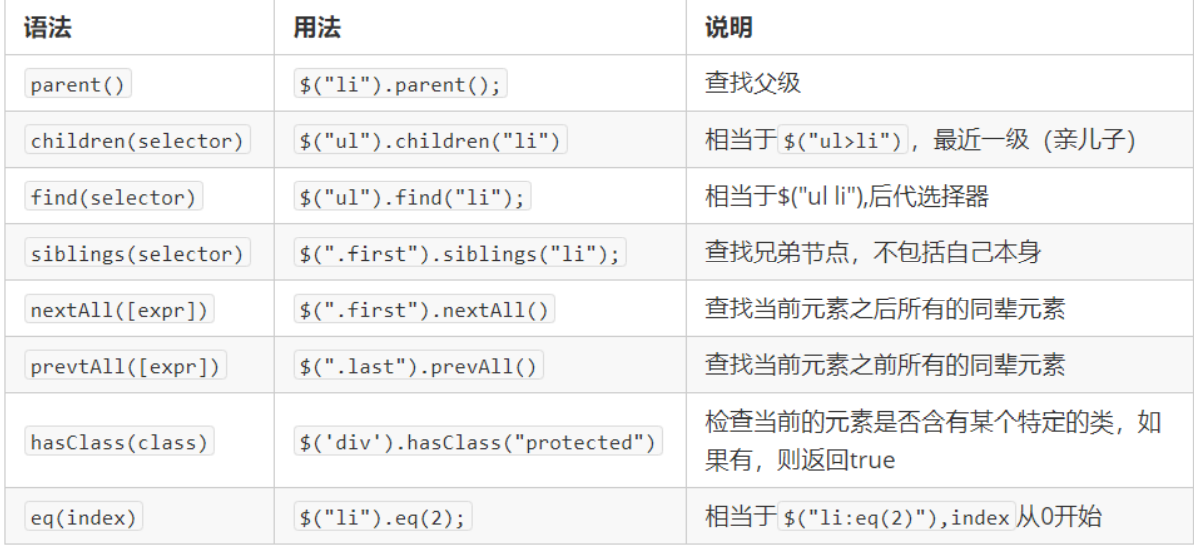 语法 用法 说明
parent() $("li").parent(); 查找父级
children(selector) $("ul").children("li") 相当于$("ul>li")，最近一级（亲儿子）
find(selector) $("ul").find("li"); 相当于$("ul li"),后代选择器
siblings(selector) $(".first").siblings("li"); 查找兄弟节点，不包括自己本身
nextAll([expr]) $(".first").nextAll() 查找当前元素之后所有的同辈元素
prevtAll([expr]) $(".last").prevAll() 查找当前元素之前所有的同辈元素
hasClass(class) $('div').hasClass("protected") 检查当前的元素是否含有某个特定的类，如
果有，则返回true
eq(index) $("li").eq(2); 相当于$("li:eq(2)"),index从0开始